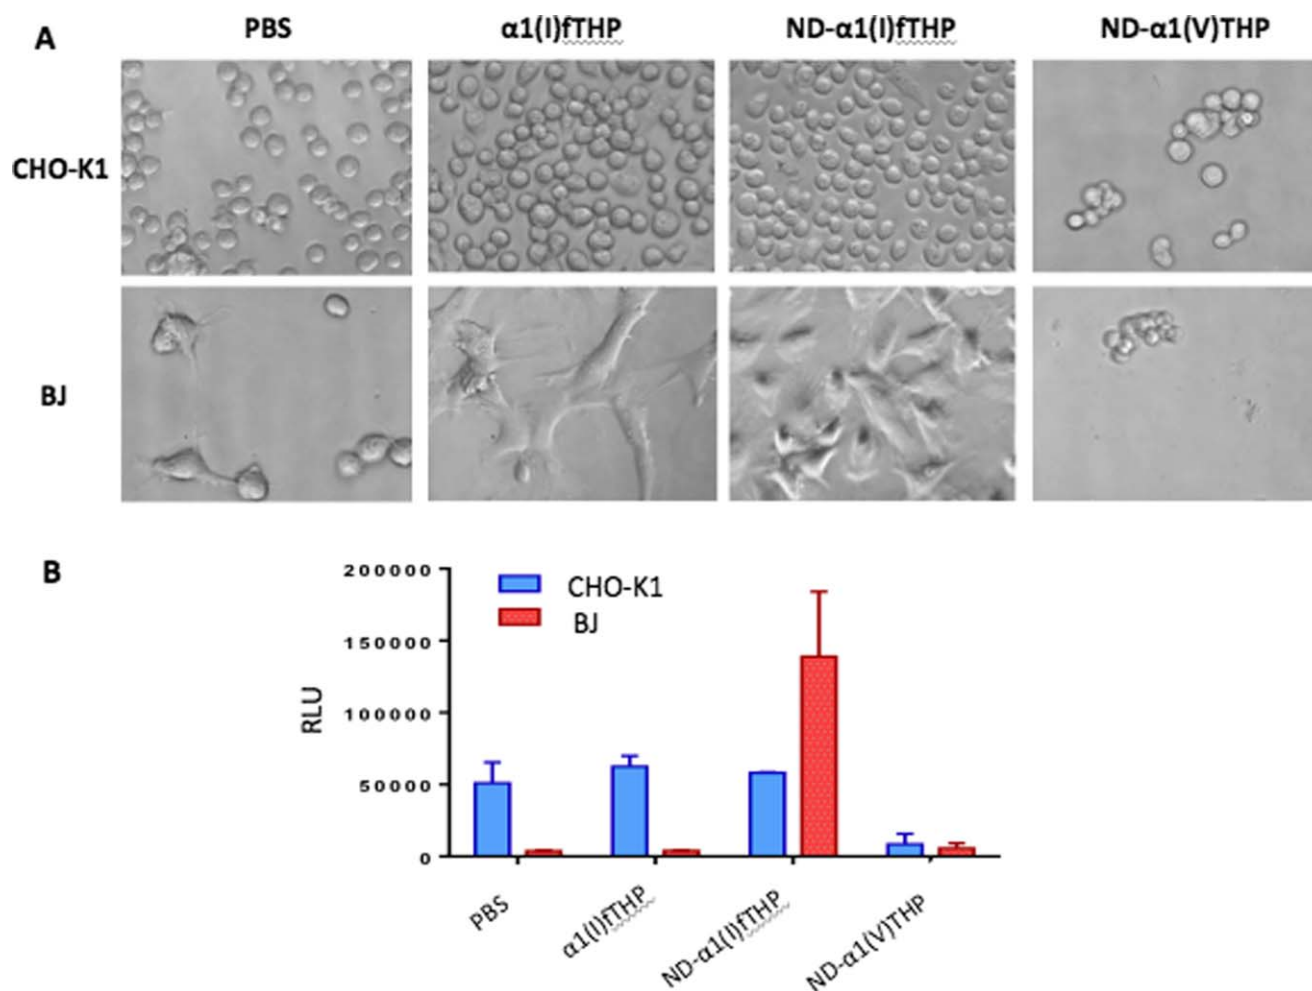 A
PBS
α1(I)fTHP
ND-α1(I)fTHP
ND-α1(V)THP
CHO-K1
BJ
B
200000
150000
100000
50000
0
RLU
CHO-K1
BJ
PBS
α1(I)fTHP
ND-α1(I)fTHP
ND-α1(V)THP